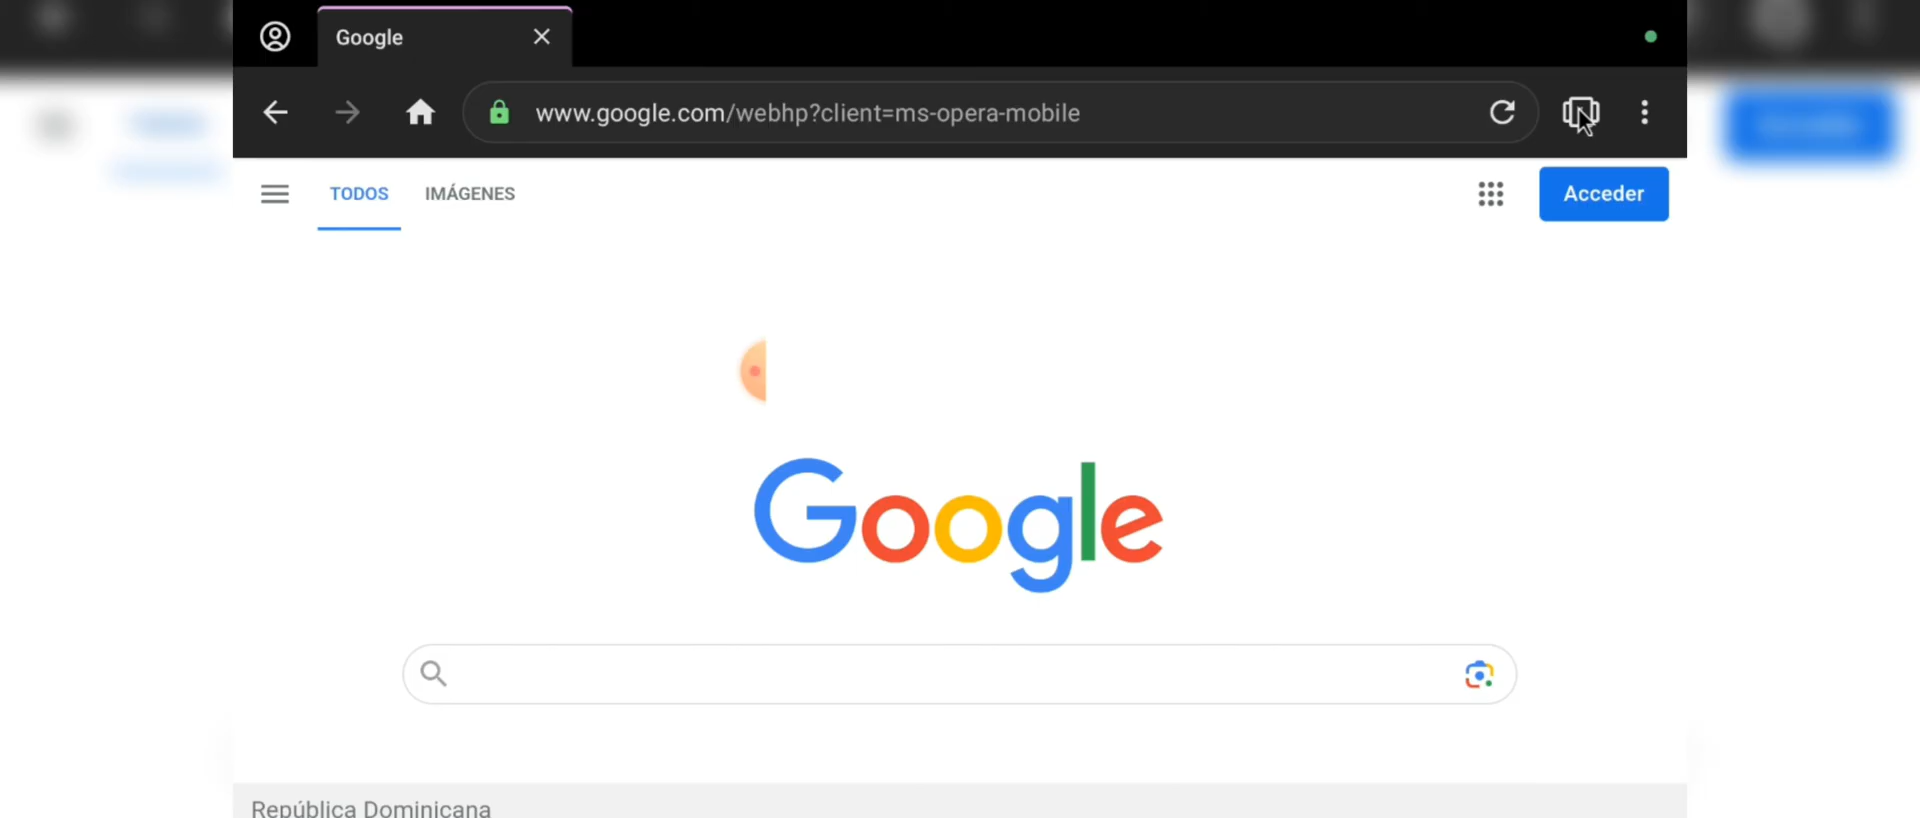 Google
www.google.com/webhp?client=ms-opera-mobile
TODOS IMÁGENES
Acceder
Google
República Dominicana